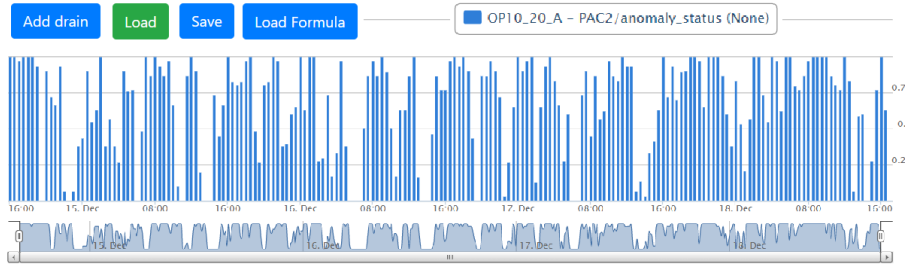 Add drain Load Save Load Formula OP10_20_A - PAC2/anomaly_status (None)
0.7
0.
0.2
16:00 15. Dec 08:00 16:00 16. Dec 08:00 16:00 17. Dec 08:00 16:00 18. Dec 08:00 16:00
15. Dec 16. Dec 17. Dec 18. Dec